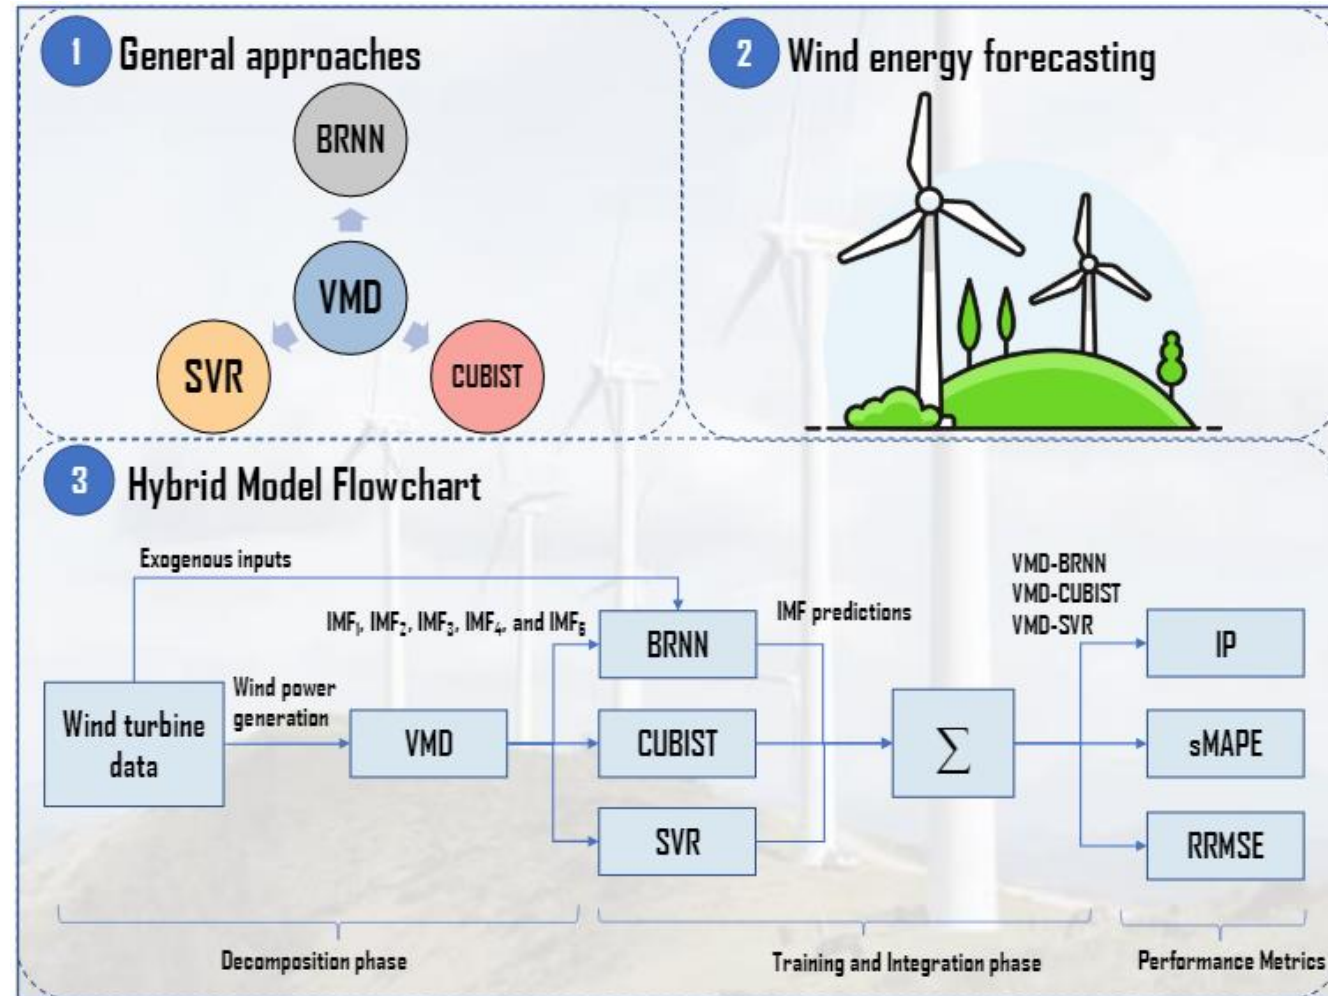 1 General approaches
BRNN
VMD
SVR
CUBIST
2 Wind energy forecasting
3 Hybrid Model Flowchart
Exogenous inputs
IMF₁, IMF₂, IMF₃, IMF₄, and IMF₅
Wind power
generation
Wind turbine
data
VMD
BRNN
CUBIST
SVR
IMF predictions
∑
VMD-BRNN
VMD-CUBIST
VMD-SVR
IP
sMAPE
RRMSE
Decomposition phase
Training and Integration phase
Performance Metrics